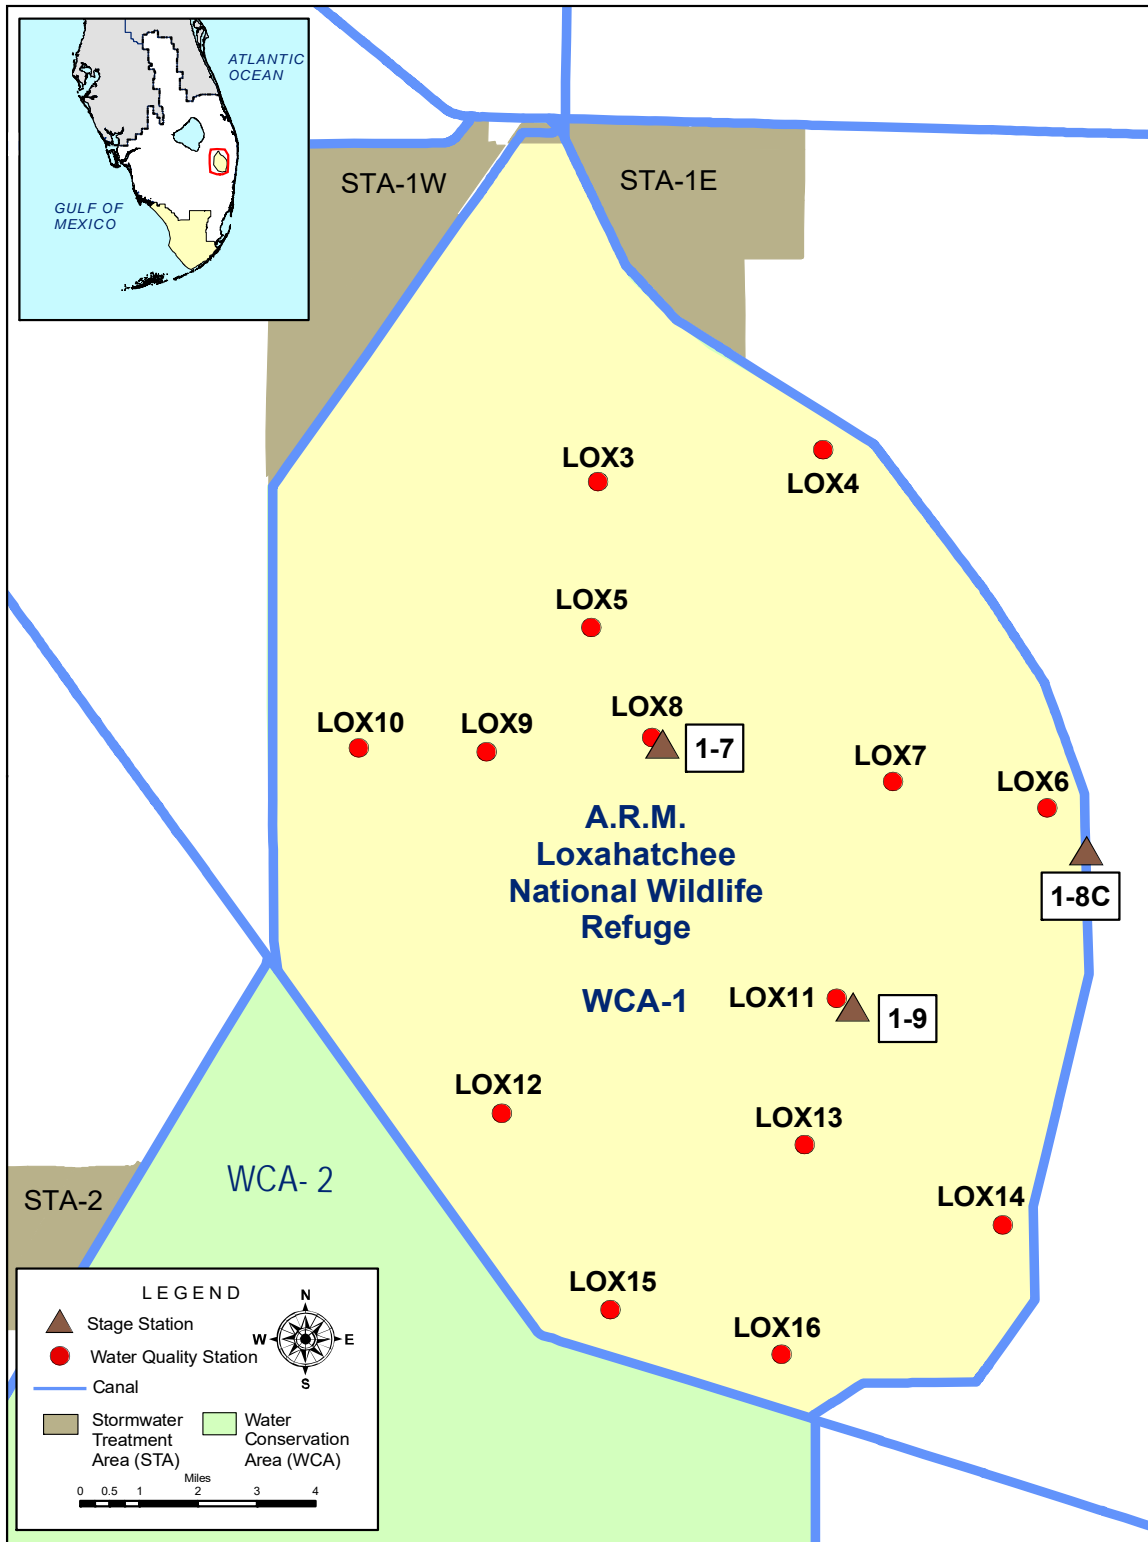 ATLANTIC
OCEAN
GULF OF
MEXICO
STA-1W
STA-1E
LOX3
LOX4
LOX5
LOX10
LOX9
LOX8
1-7
LOX7
LOX6
A.R.M.
Loxahatchee
National Wildlife
Refuge
1-8C
WCA-1
LOX11
1-9
LOX12
LOX13
WCA- 2
STA-2
LOX14
LOX15
LOX16
LEGEND
Stage Station
Water Quality Station
Canal
N
W
E
S
Stormwater
Treatment
Area (STA)
Water
Conservation
Area (WCA)
Miles
0 0.5 1 2 3 4